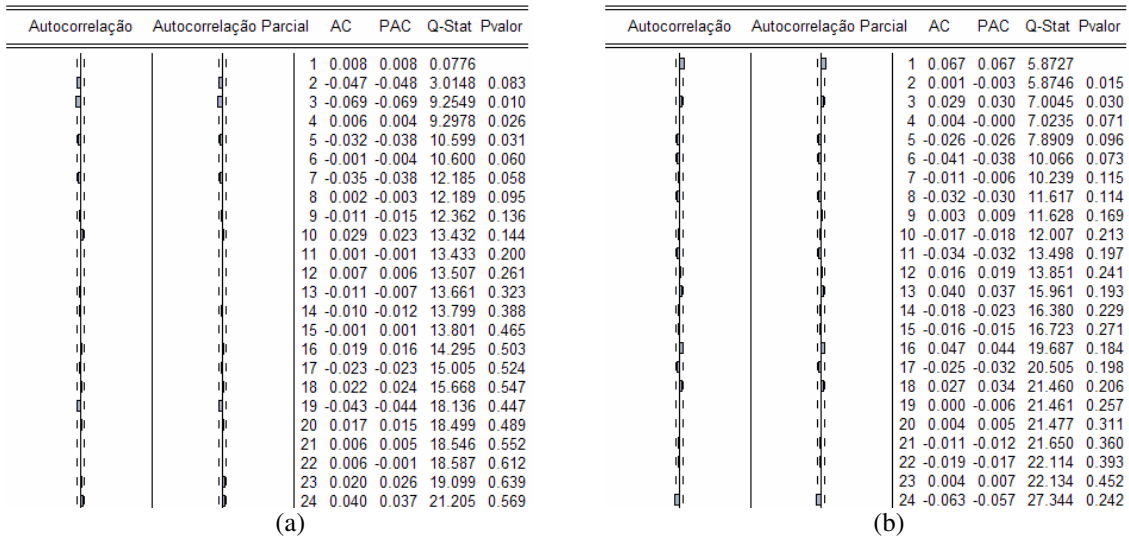 Autocorrelação Autocorrelação Parcial AC PAC Q-Stat Pvalor
1 0.008 0.008 0.0776
2 -0.047 -0.048 3.0148 0.083
3 -0.069 -0.069 9.2549 0.010
4 0.006 0.004 9.2978 0.026
5 -0.032 -0.038 10.599 0.031
6 -0.001 -0.004 10.600 0.060
7 -0.035 -0.038 12.185 0.058
8 0.002 -0.003 12.189 0.095
9 -0.011 -0.015 12.362 0.136
10 0.029 0.023 13.432 0.144
11 0.001 -0.001 13.433 0.200
12 0.007 0.006 13.507 0.261
13 -0.011 -0.007 13.661 0.323
14 -0.010 -0.012 13.799 0.388
15 -0.001 0.001 13.801 0.465
16 0.019 0.016 14.295 0.503
17 -0.023 -0.023 15.005 0.524
18 0.022 0.024 15.668 0.547
19 -0.043 -0.044 18.136 0.447
20 0.017 0.015 18.499 0.489
21 0.006 0.005 18.546 0.552
22 0.006 -0.001 18.587 0.612
23 0.020 0.026 19.099 0.639
24 0.040 0.037 21.205 0.569
(a)
Autocorrelação Autocorrelação Parcial AC PAC Q-Stat Pvalor
1 0.067 0.067 5.8727
2 0.001 -0.003 5.8746 0.015
3 0.029 0.030 7.0045 0.030
4 0.004 -0.000 7.0235 0.071
5 -0.026 -0.026 7.8909 0.096
6 -0.041 -0.038 10.066 0.073
7 -0.011 -0.006 10.239 0.115
8 -0.032 -0.030 11.617 0.114
9 0.003 0.009 11.628 0.169
10 -0.017 -0.018 12.007 0.213
11 -0.034 -0.032 13.498 0.197
12 0.016 0.019 13.851 0.241
13 0.040 0.037 15.961 0.193
14 -0.018 -0.023 16.380 0.229
15 -0.016 -0.015 16.723 0.271
16 0.047 0.044 19.687 0.184
17 -0.025 -0.032 20.505 0.198
18 0.027 0.034 21.460 0.206
19 0.000 -0.006 21.461 0.257
20 0.004 0.005 21.477 0.311
21 -0.011 -0.012 21.650 0.360
22 -0.019 -0.017 22.114 0.393
23 0.004 0.007 22.134 0.452
24 -0.063 -0.057 27.344 0.242
(b)